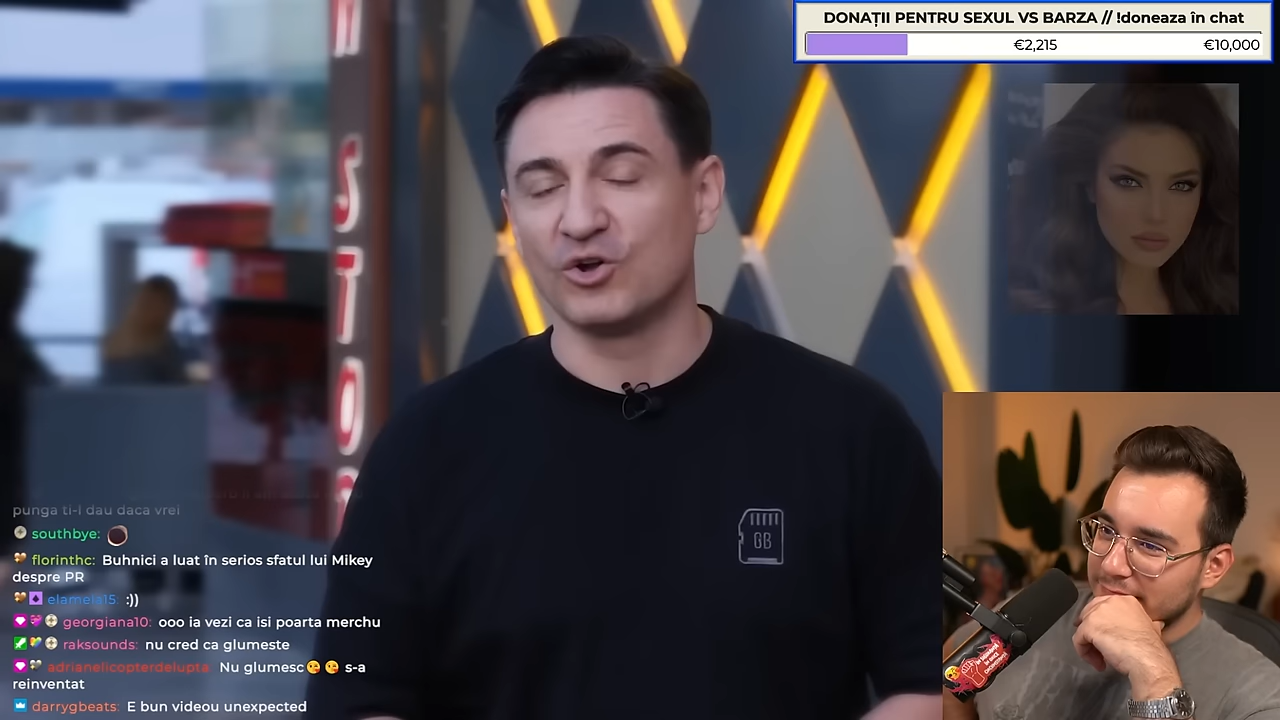 DONAȚII PENTRU SEXUL VS BARZA // !doneaza în chat
€2,215 €10,000
STO
GB
punga ti-l dau daca vrei
southbye:
florinthc: Buhnici a luat în serios sfatul lui Mikey
despre PR
elamela15: :))
georgiana10: ooo ia vezi ca isi poarta merchu
raksounds: nu cred ca glumeste
adrianelicopterdelupta: Nu glumesc😘😘 s-a
reinventat
darrygbeats: E bun videou unexpected